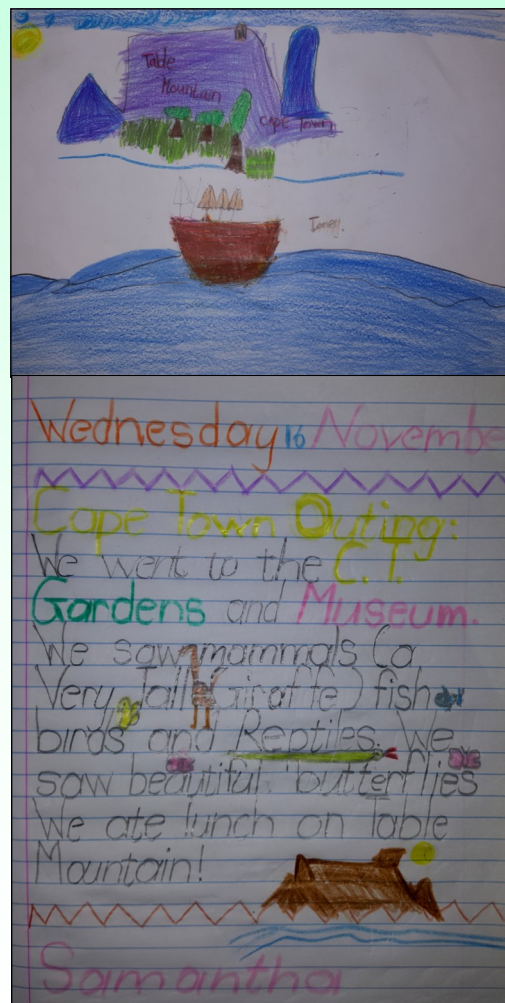 Table
Mountain
Cape Town
Wednesday 16 Novembe
Cape Town Outing:
We went to the C.T.
Gardens and Museum.
We saw mammals (a
Very Tall Giraffe) fish
birds and Reptiles. We
saw beautiful butterflies
We ate lunch on Table
Mountain!
Samantha